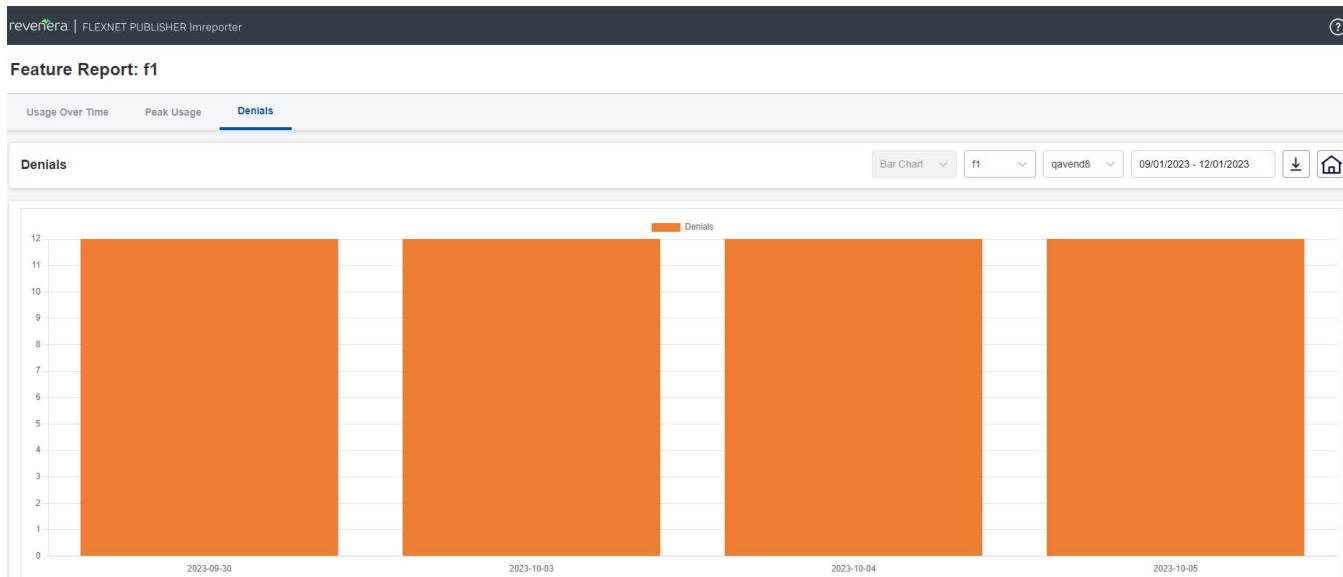 revenera. | FLEXNET PUBLISHER lmreporter ?
Feature Report: f1
Usage Over Time Peak Usage Denials
Denials Bar Chart f1 qavend8 09/01/2023 - 12/01/2023
Denials
12
11
10
9
8
7
6
5
4
3
2
1
0
2023-09-30 2023-10-03 2023-10-04 2023-10-05